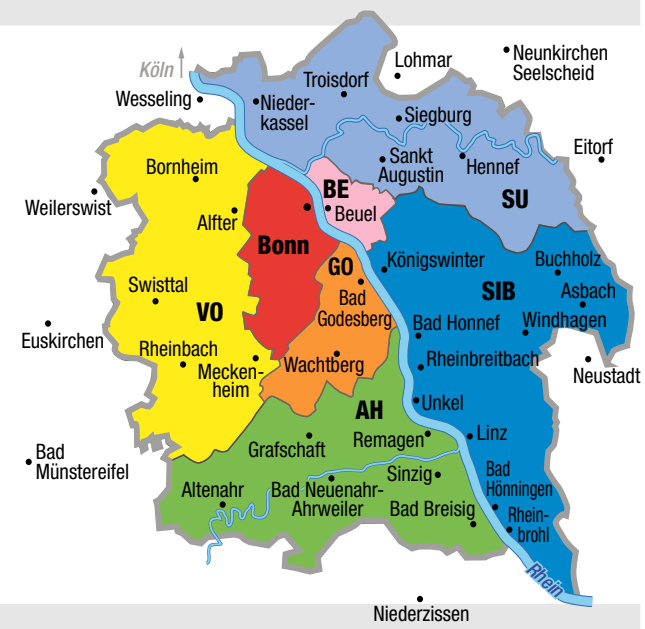 Köln
Lohmar
Neunkirchen
Seelscheid
Troisdorf
Wesseling
Nieder-
kassel
Siegburg
Eitorf
Sankt
Augustin
Hennef
Bornheim
BE
SU
Weilerswist
Alfter
Beuel
Bonn
GO
Königswinter
Buchholz
Swisttal
SIB
Asbach
Bad
Godesberg
VO
Bad Honnef
Windhagen
Euskirchen
Rheinbach
Wachtberg
Rheinbreitbach
Neustadt
Mecken-
heim
AH
Unkel
Grafschaft
Remagen
Linz
Bad
Münstereifel
Sinzig
Bad
Hönningen
Altenahr
Bad Neuenahr-
Ahrweiler
Bad Breisig
Rhein-
brohl
Rhein
Niederzissen